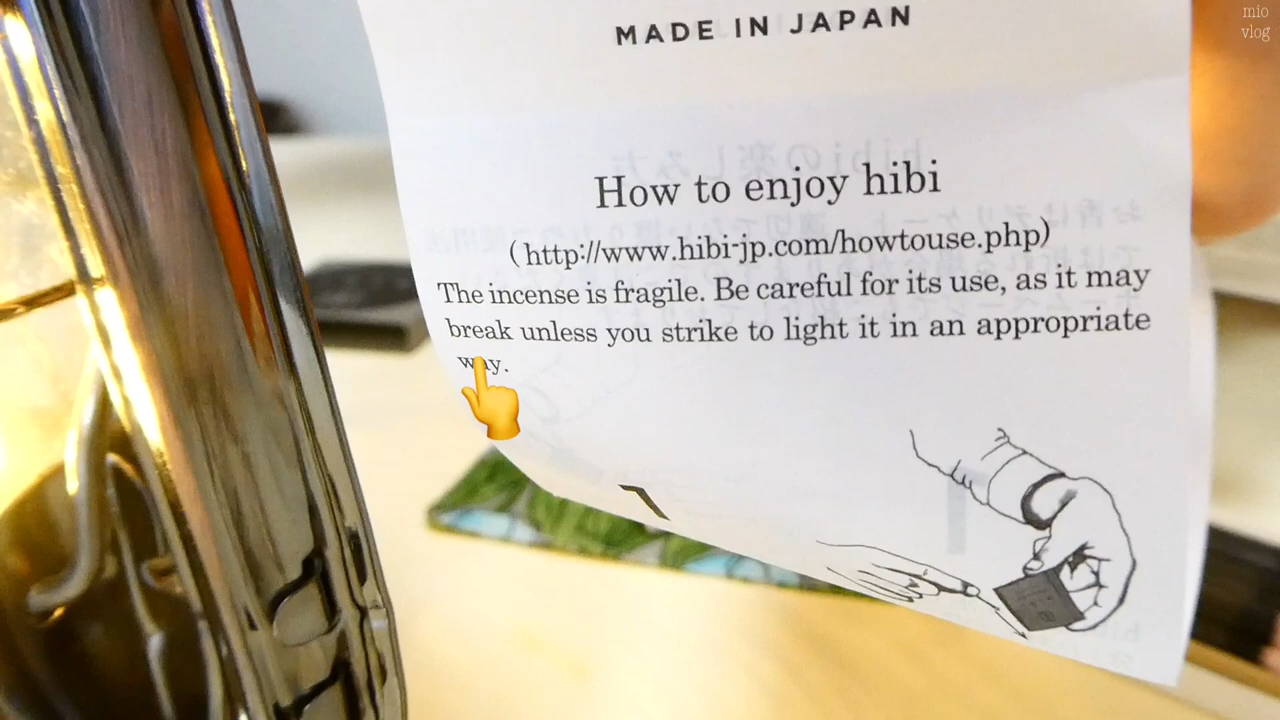 mio
vlog
MADE IN JAPAN
How to enjoy hibi
(http://www.hibi-jp.com/howtouse.php)
The incense is fragile. Be careful for its use, as it may
break unless you strike to light it in an appropriate
way.